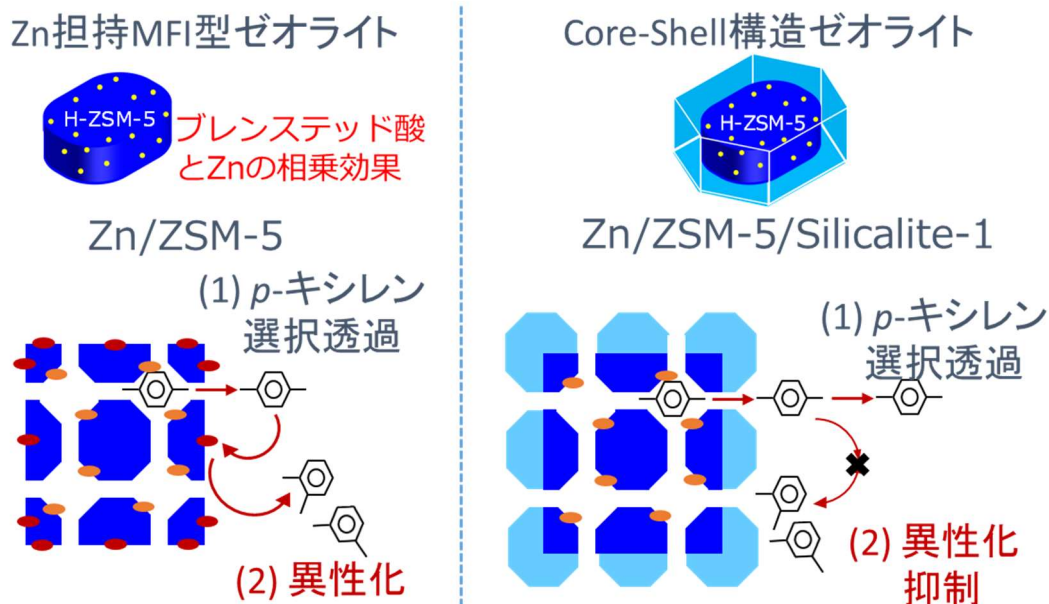 Zn担持MFI型ゼオライト
H-ZSM-5
ブレンステッド酸
とZnの相乗効果
Zn/ZSM-5
(1) p-キシレン
選択透過
(2) 異性化
Core-Shell構造ゼオライト
H-ZSM-5
Zn/ZSM-5/Silicalite-1
(1) p-キシレン
選択透過
(2) 異性化
抑制